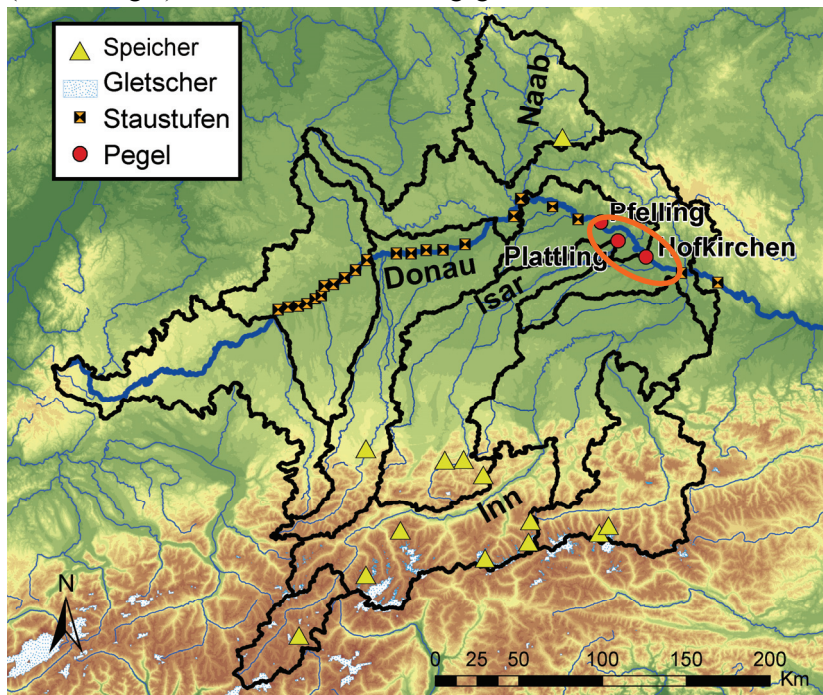 Speicher
Gletscher
Staustufen
Pegel
Naab
Pfelling
Plattling
Hofkirchen
Donau
Isar
Inn
N
0 25 50 100 150 200
Km